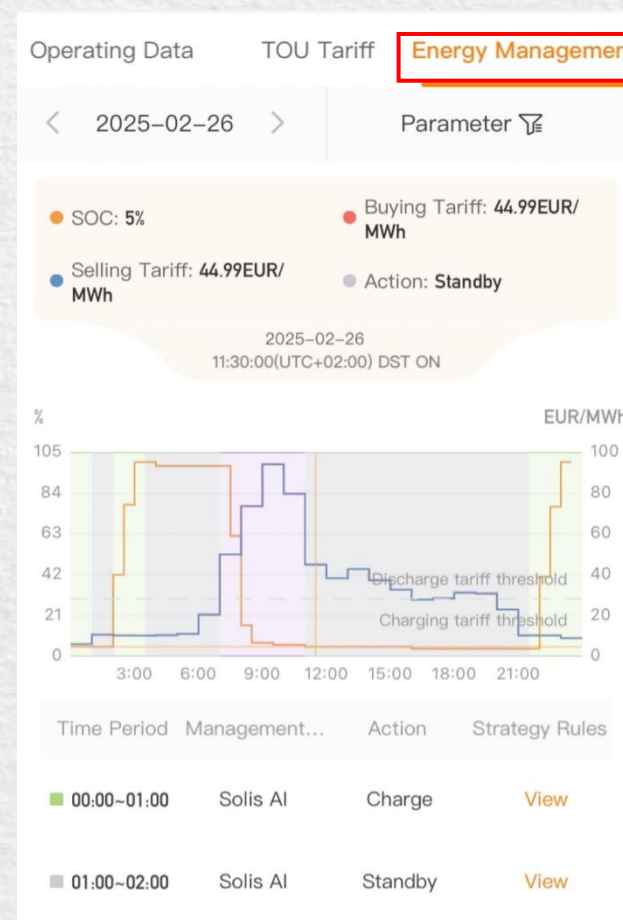 Operating Data TOU Tariff Energy Managemen
2025-02-26 Parameter
SOC: 5%
Buying Tariff: 44.99EUR/
MWh
Selling Tariff: 44.99EUR/
MWh
Action: Standby
2025-02-26
11:30:00(UTC+02:00) DST ON
% EUR/MWh
105 100
84 80
63 60
42 Discharge tariff threshold 40
21 Charging tariff threshold 20
0 0
3:00 6:00 9:00 12:00 15:00 18:00 21:00
Time Period Management... Action Strategy Rules
00:00~01:00 Solis AI Charge View
01:00~02:00 Solis AI Standby View